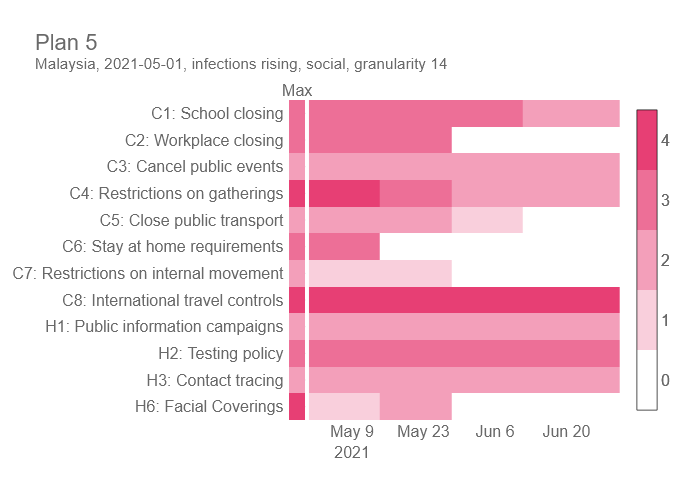 Plan 5
Malaysia, 2021-05-01, infections rising, social, granularity 14
Max
C1: School closing
C2: Workplace closing
C3: Cancel public events
C4: Restrictions on gatherings
C5: Close public transport
C6: Stay at home requirements
C7: Restrictions on internal movement
C8: International travel controls
H1: Public information campaigns
H2: Testing policy
H3: Contact tracing
H6: Facial Coverings
May 9 May 23 Jun 6 Jun 20
2021
4
3
2
1
0